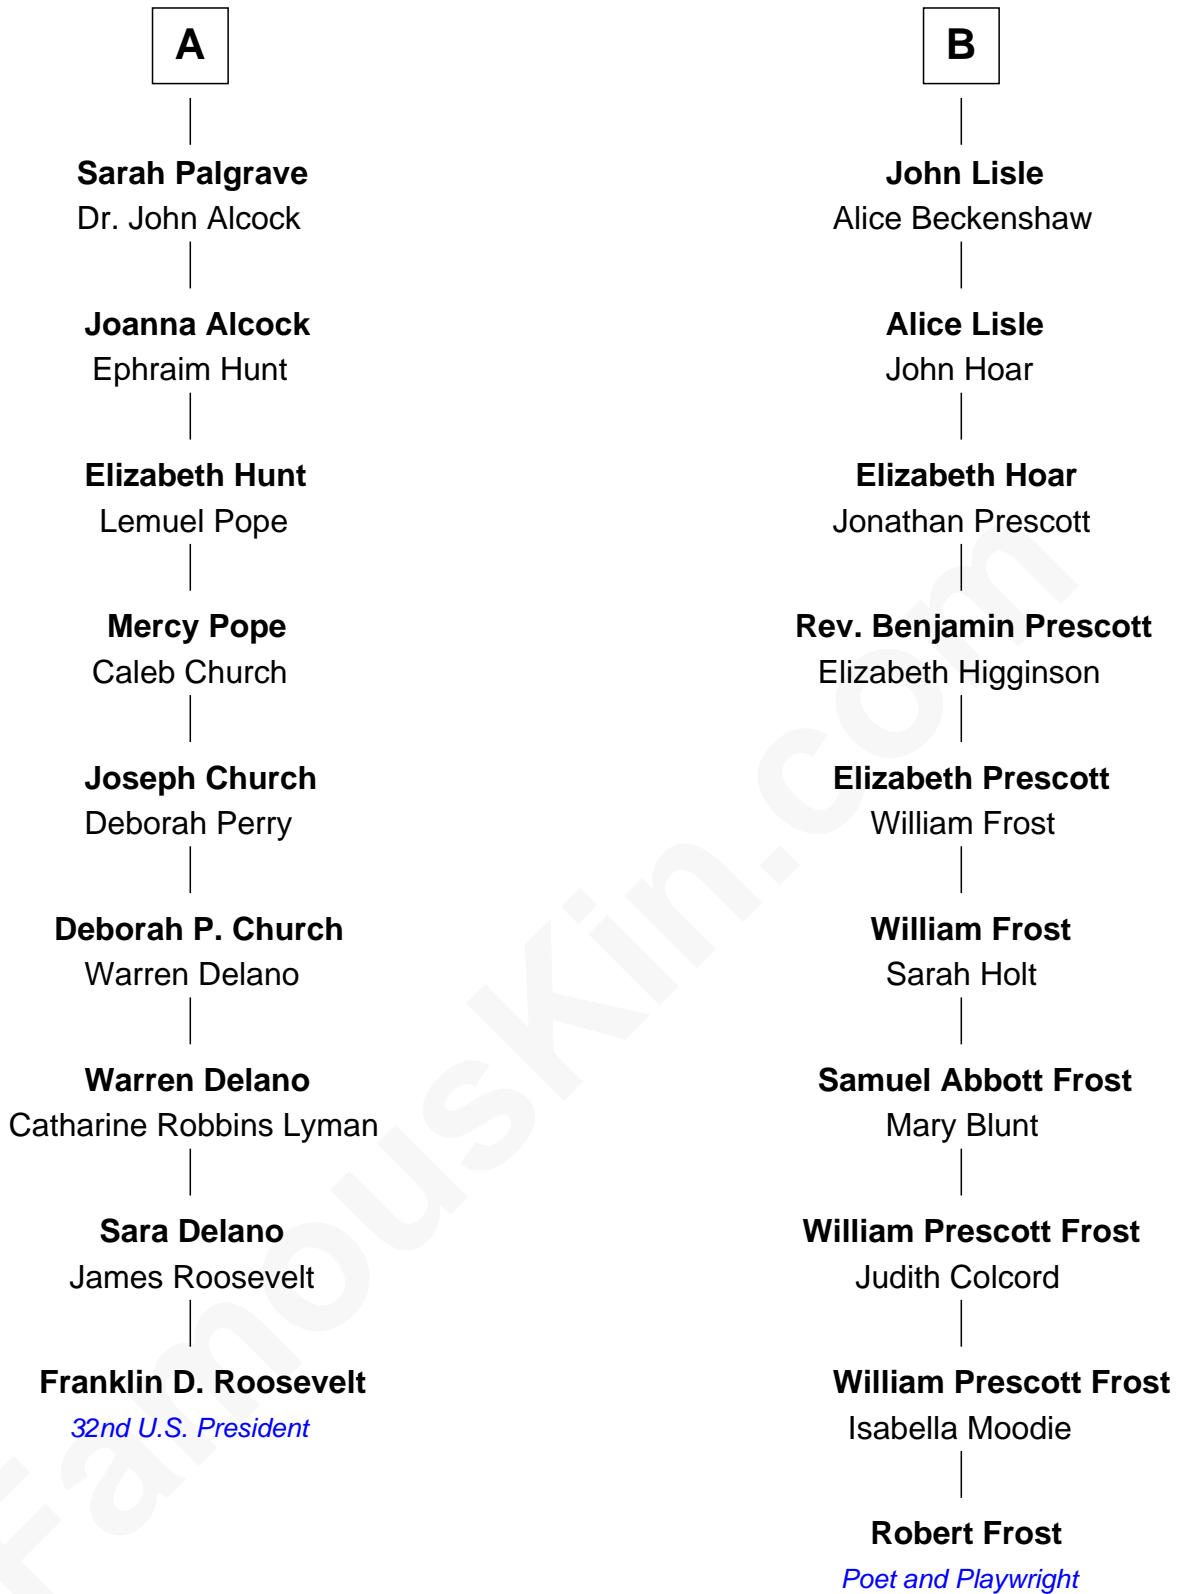 A
Sarah Palgrave
Dr. John Alcock
Joanna Alcock
Ephraim Hunt
Elizabeth Hunt
Lemuel Pope
Mercy Pope
Caleb Church
Joseph Church
Deborah Perry
Deborah P. Church
Warren Delano
Warren Delano
Catharine Robbins Lyman
Sara Delano
James Roosevelt
Franklin D. Roosevelt
32nd U.S. President
B
John Lisle
Alice Beckenshaw
Alice Lisle
John Hoar
Elizabeth Hoar
Jonathan Prescott
Rev. Benjamin Prescott
Elizabeth Higginson
Elizabeth Prescott
William Frost
William Frost
Sarah Holt
Samuel Abbott Frost
Mary Blunt
William Prescott Frost
Judith Colcord
William Prescott Frost
Isabella Moodie
Robert Frost
Poet and Playwright
FamousKin.com